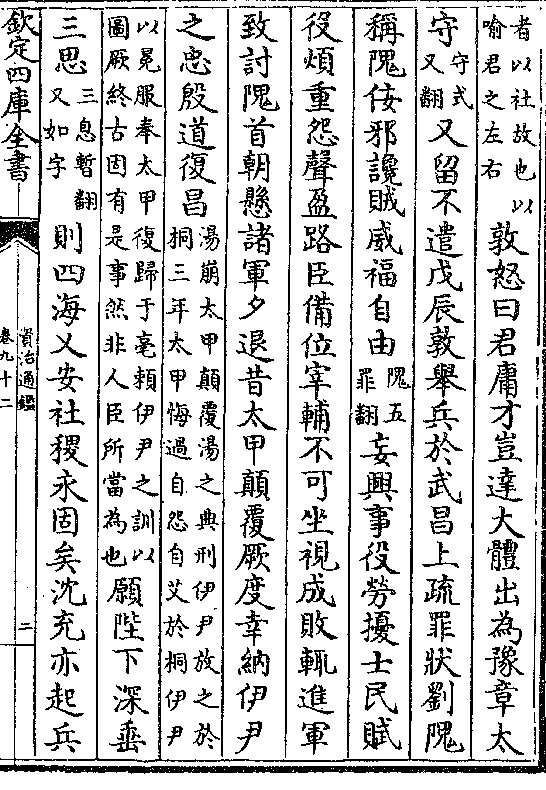 者以社故也以
喻君之左右
敦怒曰君庸才豈達大體出為豫章太
守
守式
又翻
又留不遣戊辰敦舉兵於武昌上疏罪狀劉隗
稱隗佞邪讒賊威福自由
隗五
罪翻
妄興事役勞擾士民賦
役煩重怨聲盈路臣備位宰輔不可坐視成敗輒進軍
致討隗首朝懸諸軍夕退昔太甲顛覆厥度幸納伊尹
之忠殷道復昌
湯崩太甲顛覆湯之典刑伊尹放之於
桐三年太甲悔過自怨自艾於桐伊尹
以冕服奉太甲復歸于亳賴伊尹之訓以
圖厥終古固有是事然非人臣所當為也
願陛下深垂
三思
三息暫翻
又如字
則四海乂安社稷永固矣沈充亦起兵
欽定四庫全書
資治通鑑
卷九十二
二